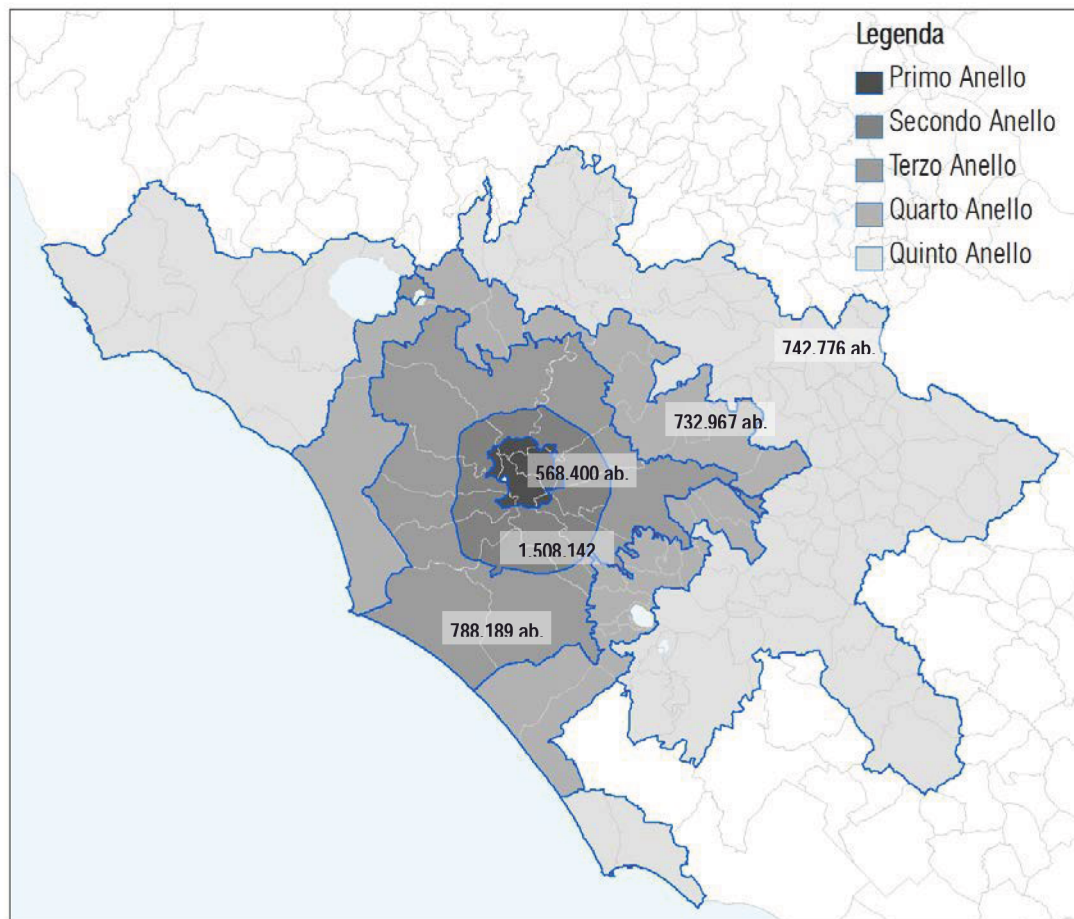 Legenda
Primo Anello
Secondo Anello
Terzo Anello
Quarto Anello
Quinto Anello
742.776 ab.
732.967 ab.
568.400 ab.
1.508.142
788.189 ab.